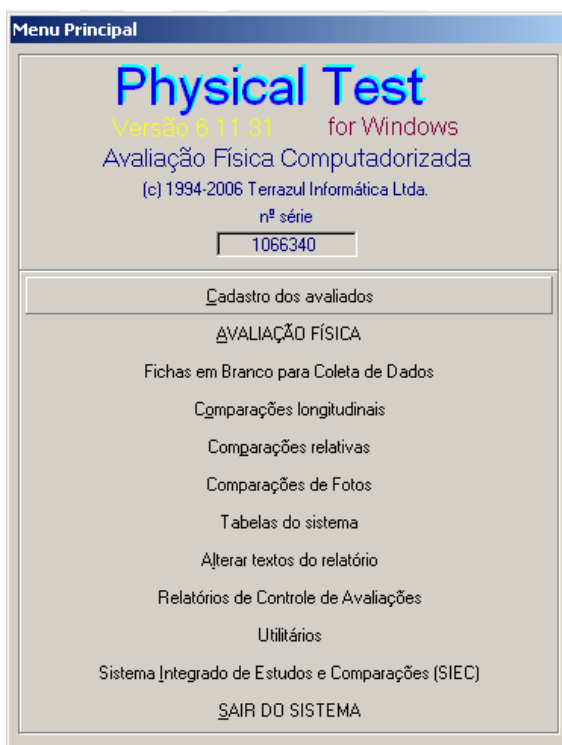 Menu Principal
Physical Test
Versão 6.11.31 for Windows
Avaliação Física Computadorizada
(c) 1994-2006 Terrazul Informática Ltda.
nº série
1066340
Cadastro dos avaliados
AVALIAÇÃO FÍSICA
Fichas em Branco para Coleta de Dados
Comparações longitudinais
Comparações relativas
Comparações de Fotos
Tabelas do sistema
Alterar textos do relatório
Relatórios de Controle de Avaliações
Utilitários
Sistema Integrado de Estudos e Comparações (SIEC)
SAIR DO SISTEMA